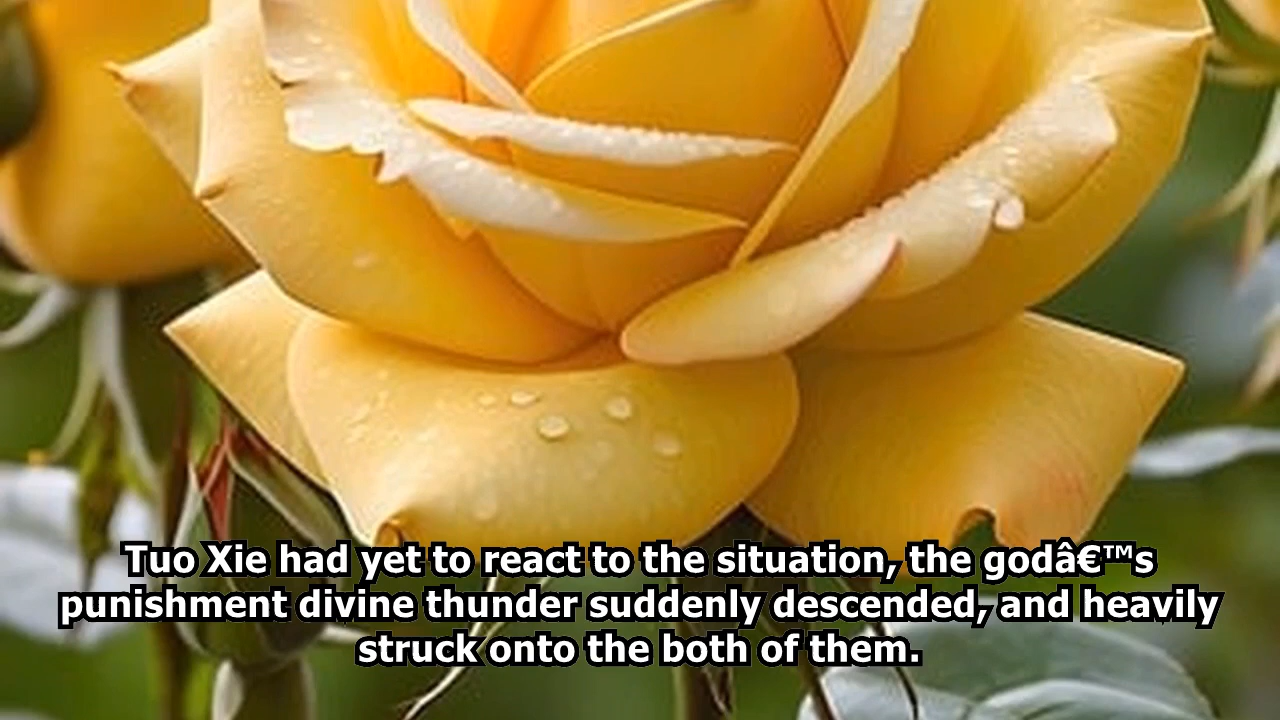 Tuo Xie had yet to react to the situation, the godâ€™s
punishment divine thunder suddenly descended, and heavily
struck onto the both of them.